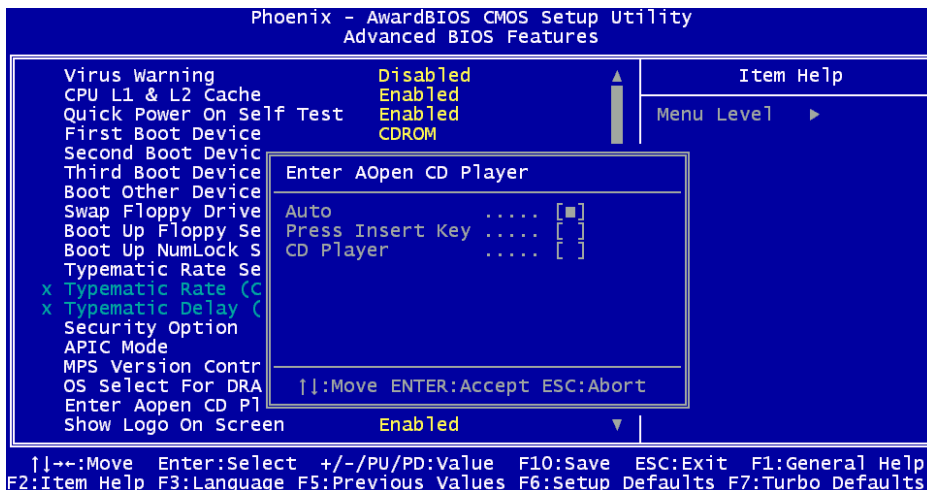 Phoenix - AwardBIOS CMOS Setup Utility
Advanced BIOS Features
Virus Warning Disabled
CPU L1 & L2 Cache Enabled
Quick Power On Self Test Enabled
First Boot Device CDROM
Second Boot Devic
Third Boot Device
Boot Other Device
Swap Floppy Drive
Boot Up Floppy Se
Boot Up NumLock S
Typematic Rate Se
x Typematic Rate (C
x Typematic Delay (
Security Option
APIC Mode
MPS Version Contr
OS Select For DRA
Enter Aopen CD Pl
Show Logo On Screen Enabled
Enter AOpen CD Player
Auto ..... [■]
Press Insert Key ..... [ ]
CD Player ..... [ ]
↑↓:Move ENTER:Accept ESC:Abort
Item Help
Menu Level ▶
↑↓→←:Move Enter:Select +/-/PU/PD:Value F10:Save ESC:Exit F1:General Help
F2:Item Help F3:Language F5:Previous Values F6:Setup Defaults F7:Turbo Defaults